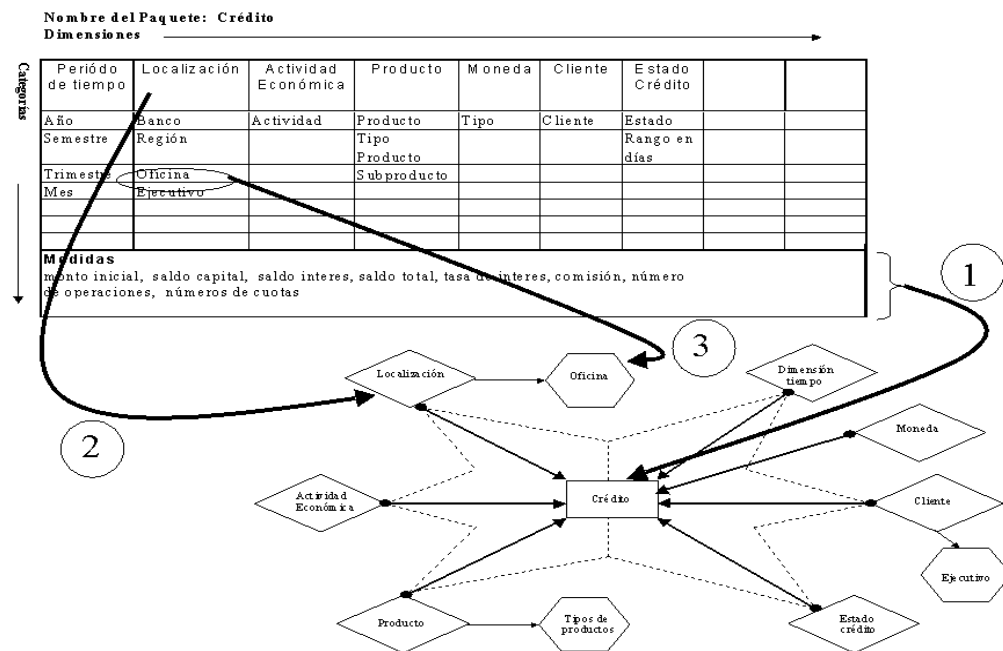 Nombre del Paquete: Crédito
Dimensiones
Categorías
Periódo de tiempo
Localización
Actividad Económica
Producto
Moneda
Cliente
Estado Crédito
Año
Banco
Actividad
Producto
Tipo
Cliente
Estado
Semestre
Región
Tipo Producto
Rango en días
Trimestre
Oficina
Subproducto
Mes
Ejecutivo
Medidas
monto inicial, saldo capital, saldo interes, saldo total, tasa de interes, comisión, número
de operaciones, números de cuotas
1
3
2
Localización
Oficina
Dimensión
tiempo
Moneda
Crédito
Actividad
Económica
Cliente
Ejecutivo
Producto
Tipos de
productos
Estado
crédito